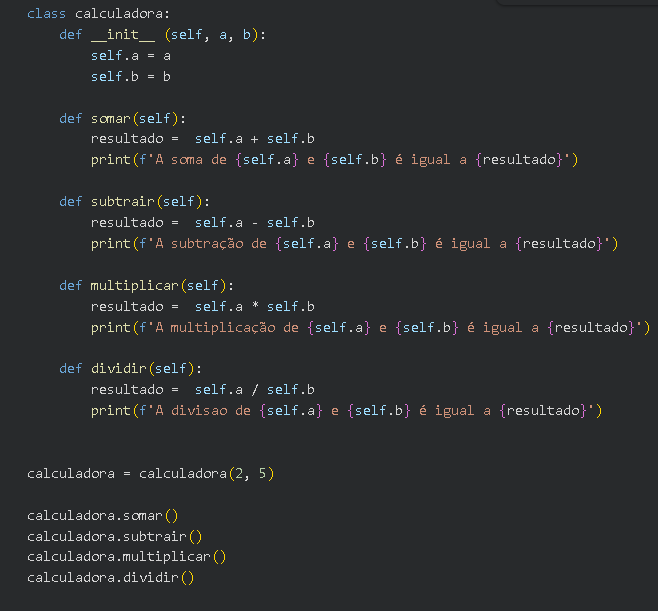 class calculadora:
    def __init__ (self, a, b):
        self.a = a
        self.b = b

    def somar(self):
        resultado =  self.a + self.b
        print(f'A soma de {self.a} e {self.b} é igual a {resultado}')

    def subtrair(self):
        resultado =  self.a - self.b
        print(f'A subtração de {self.a} e {self.b} é igual a {resultado}')

    def multiplicar(self):
        resultado =  self.a * self.b
        print(f'A multiplicação de {self.a} e {self.b} é igual a {resultado}')

    def dividir(self):
        resultado =  self.a / self.b
        print(f'A divisao de {self.a} e {self.b} é igual a {resultado}')


calculadora = calculadora(2, 5)

calculadora.somar()
calculadora.subtrair()
calculadora.multiplicar()
calculadora.dividir()